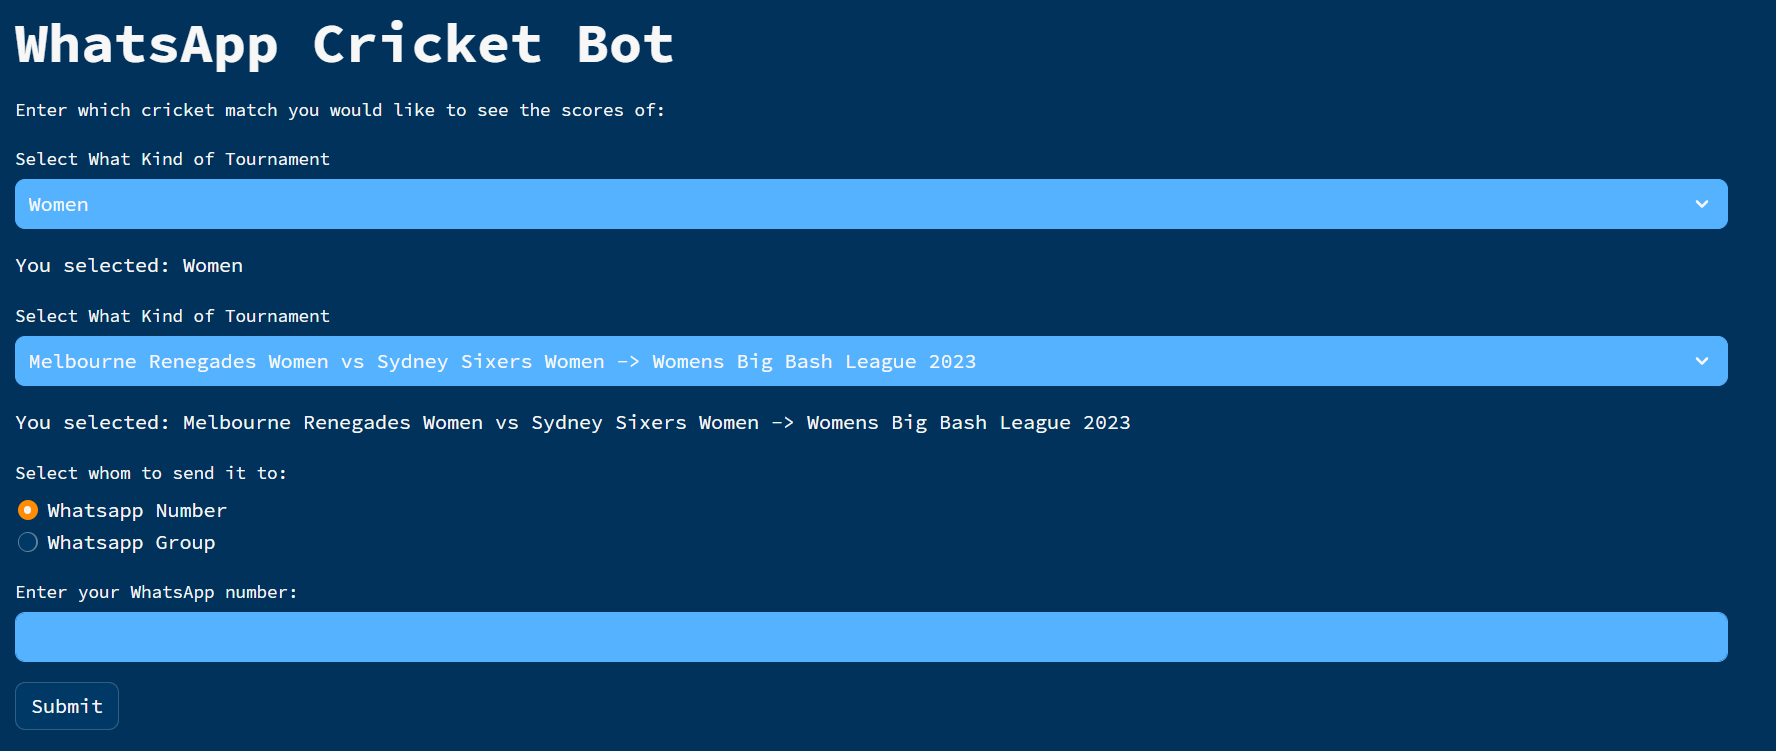 WhatsApp Cricket Bot
Enter which cricket match you would like to see the scores of:
Select What Kind of Tournament
Women
You selected: Women
Select What Kind of Tournament
Melbourne Renegades Women vs Sydney Sixers Women -> Womens Big Bash League 2023
You selected: Melbourne Renegades Women vs Sydney Sixers Women -> Womens Big Bash League 2023
Select whom to send it to:
Whatsapp Number
Whatsapp Group
Enter your WhatsApp number:
Submit